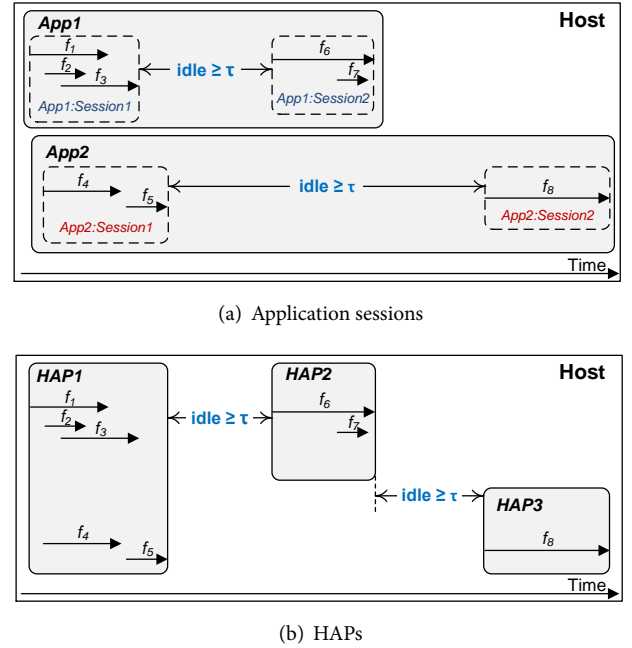 App1
Host
f1
f2
f3
idle ≥ τ
f6
f7
App1:Session1
App1:Session2
App2
f4
f5
idle ≥ τ
f8
App2:Session1
App2:Session2
Time
(a) Application sessions
HAP1
HAP2
Host
f1
f2
f3
idle ≥ τ
f6
f7
idle ≥ τ
HAP3
f4
f5
f8
Time
(b) HAPs